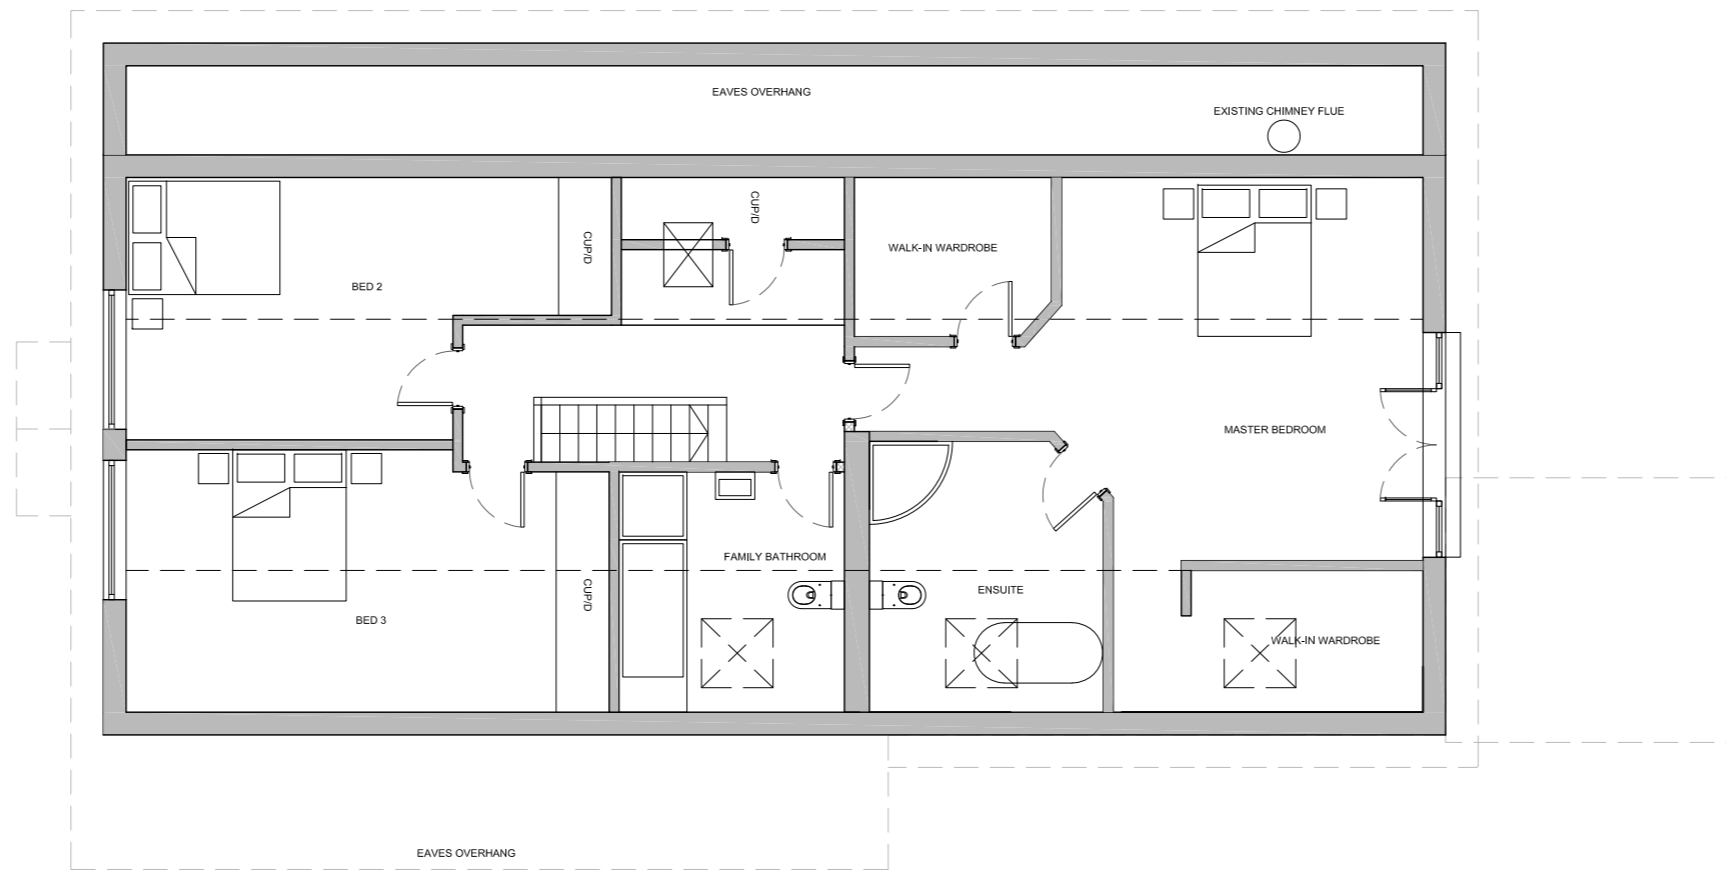 EAVES OVERHANG
EXISTING CHIMNEY FLUE
CUP/D
CUP/D
WALK-IN WARDROBE
BED 2
MASTER BEDROOM
FAMILY BATHROOM
ENSUITE
CUP/D
BED 3
WALK-IN WARDROBE
EAVES OVERHANG